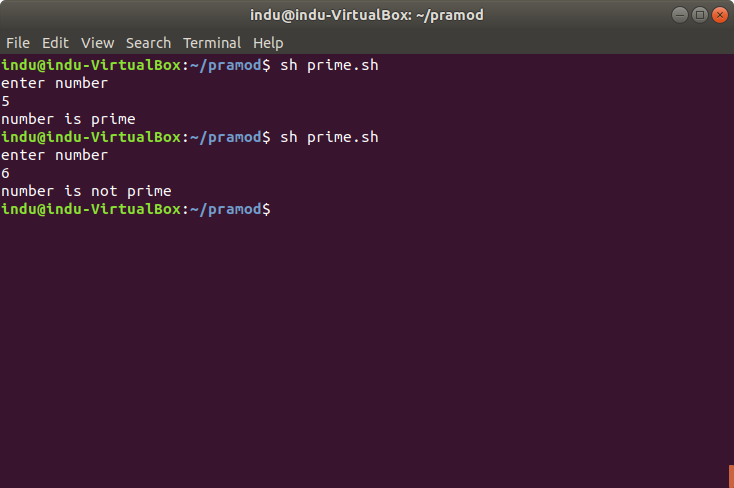 indu@indu-VirtualBox: ~/pramod
File Edit View Search Terminal Help
indu@indu-VirtualBox:~/pramod$ sh prime.sh
enter number
5
number is prime
indu@indu-VirtualBox:~/pramod$ sh prime.sh
enter number
6
number is not prime
indu@indu-VirtualBox:~/pramod$